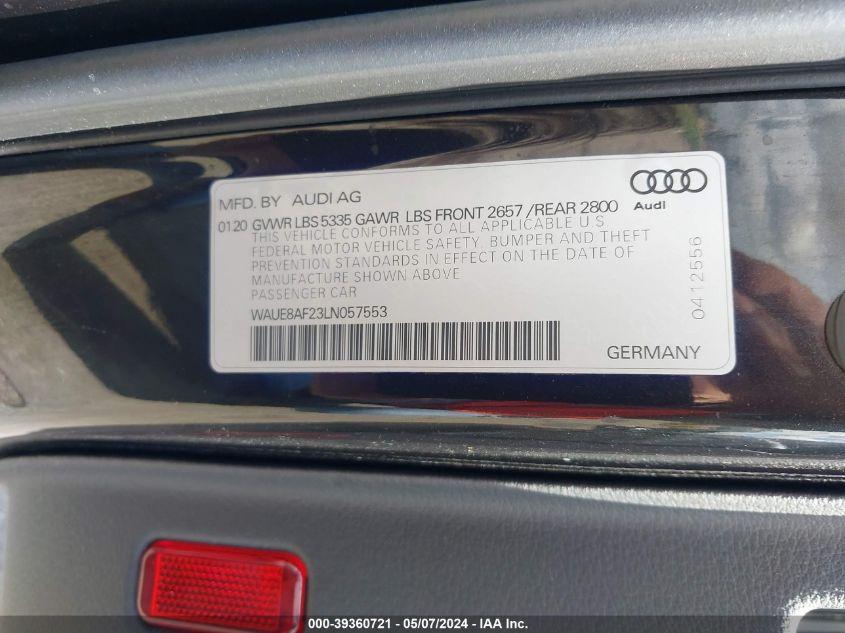 MFD. BY AUDI AG
Audi
01 20 GVWR LBS 5335 GAWR LBS FRONT 2657 /REAR 2800
THIS VEHICLE CONFORMS TO ALL APPLICABLE U.S.
FEDERAL MOTOR VEHICLE SAFETY, BUMPER AND THEFT
PREVENTION STANDARDS IN EFFECT ON THE DATE OF
MANUFACTURE SHOWN ABOVE
PASSENGER CAR
WAUE8AF23LN057553
0412556
GERMANY
000-39360721 - 05/07/2024 - IAA Inc.